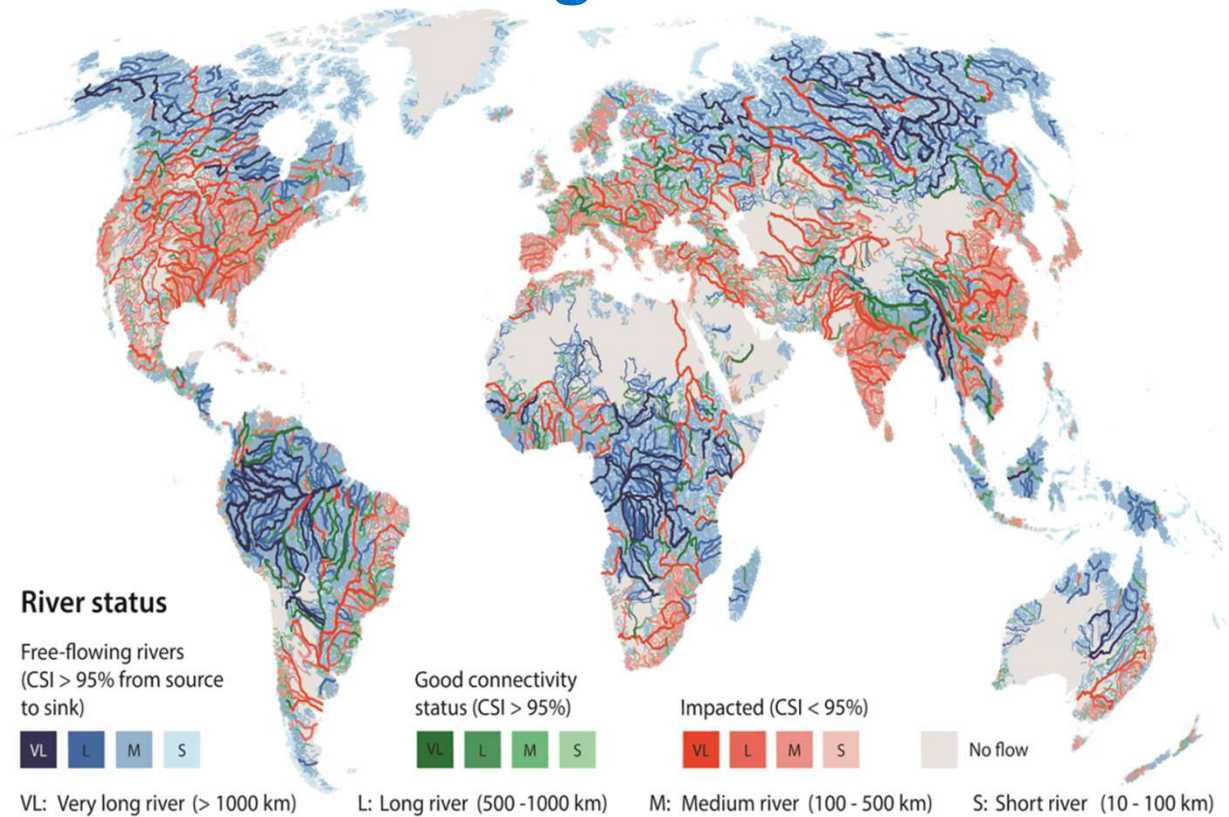 River status
Free-flowing rivers
(CSI > 95% from source
to sink)
VL L M S
Good connectivity
status (CSI > 95%)
VL L M S
Impacted (CSI < 95%)
VL L M S
No flow
VL: Very long river (> 1000 km)
L: Long river (500 -1000 km)
M: Medium river (100 - 500 km)
S: Short river (10 - 100 km)